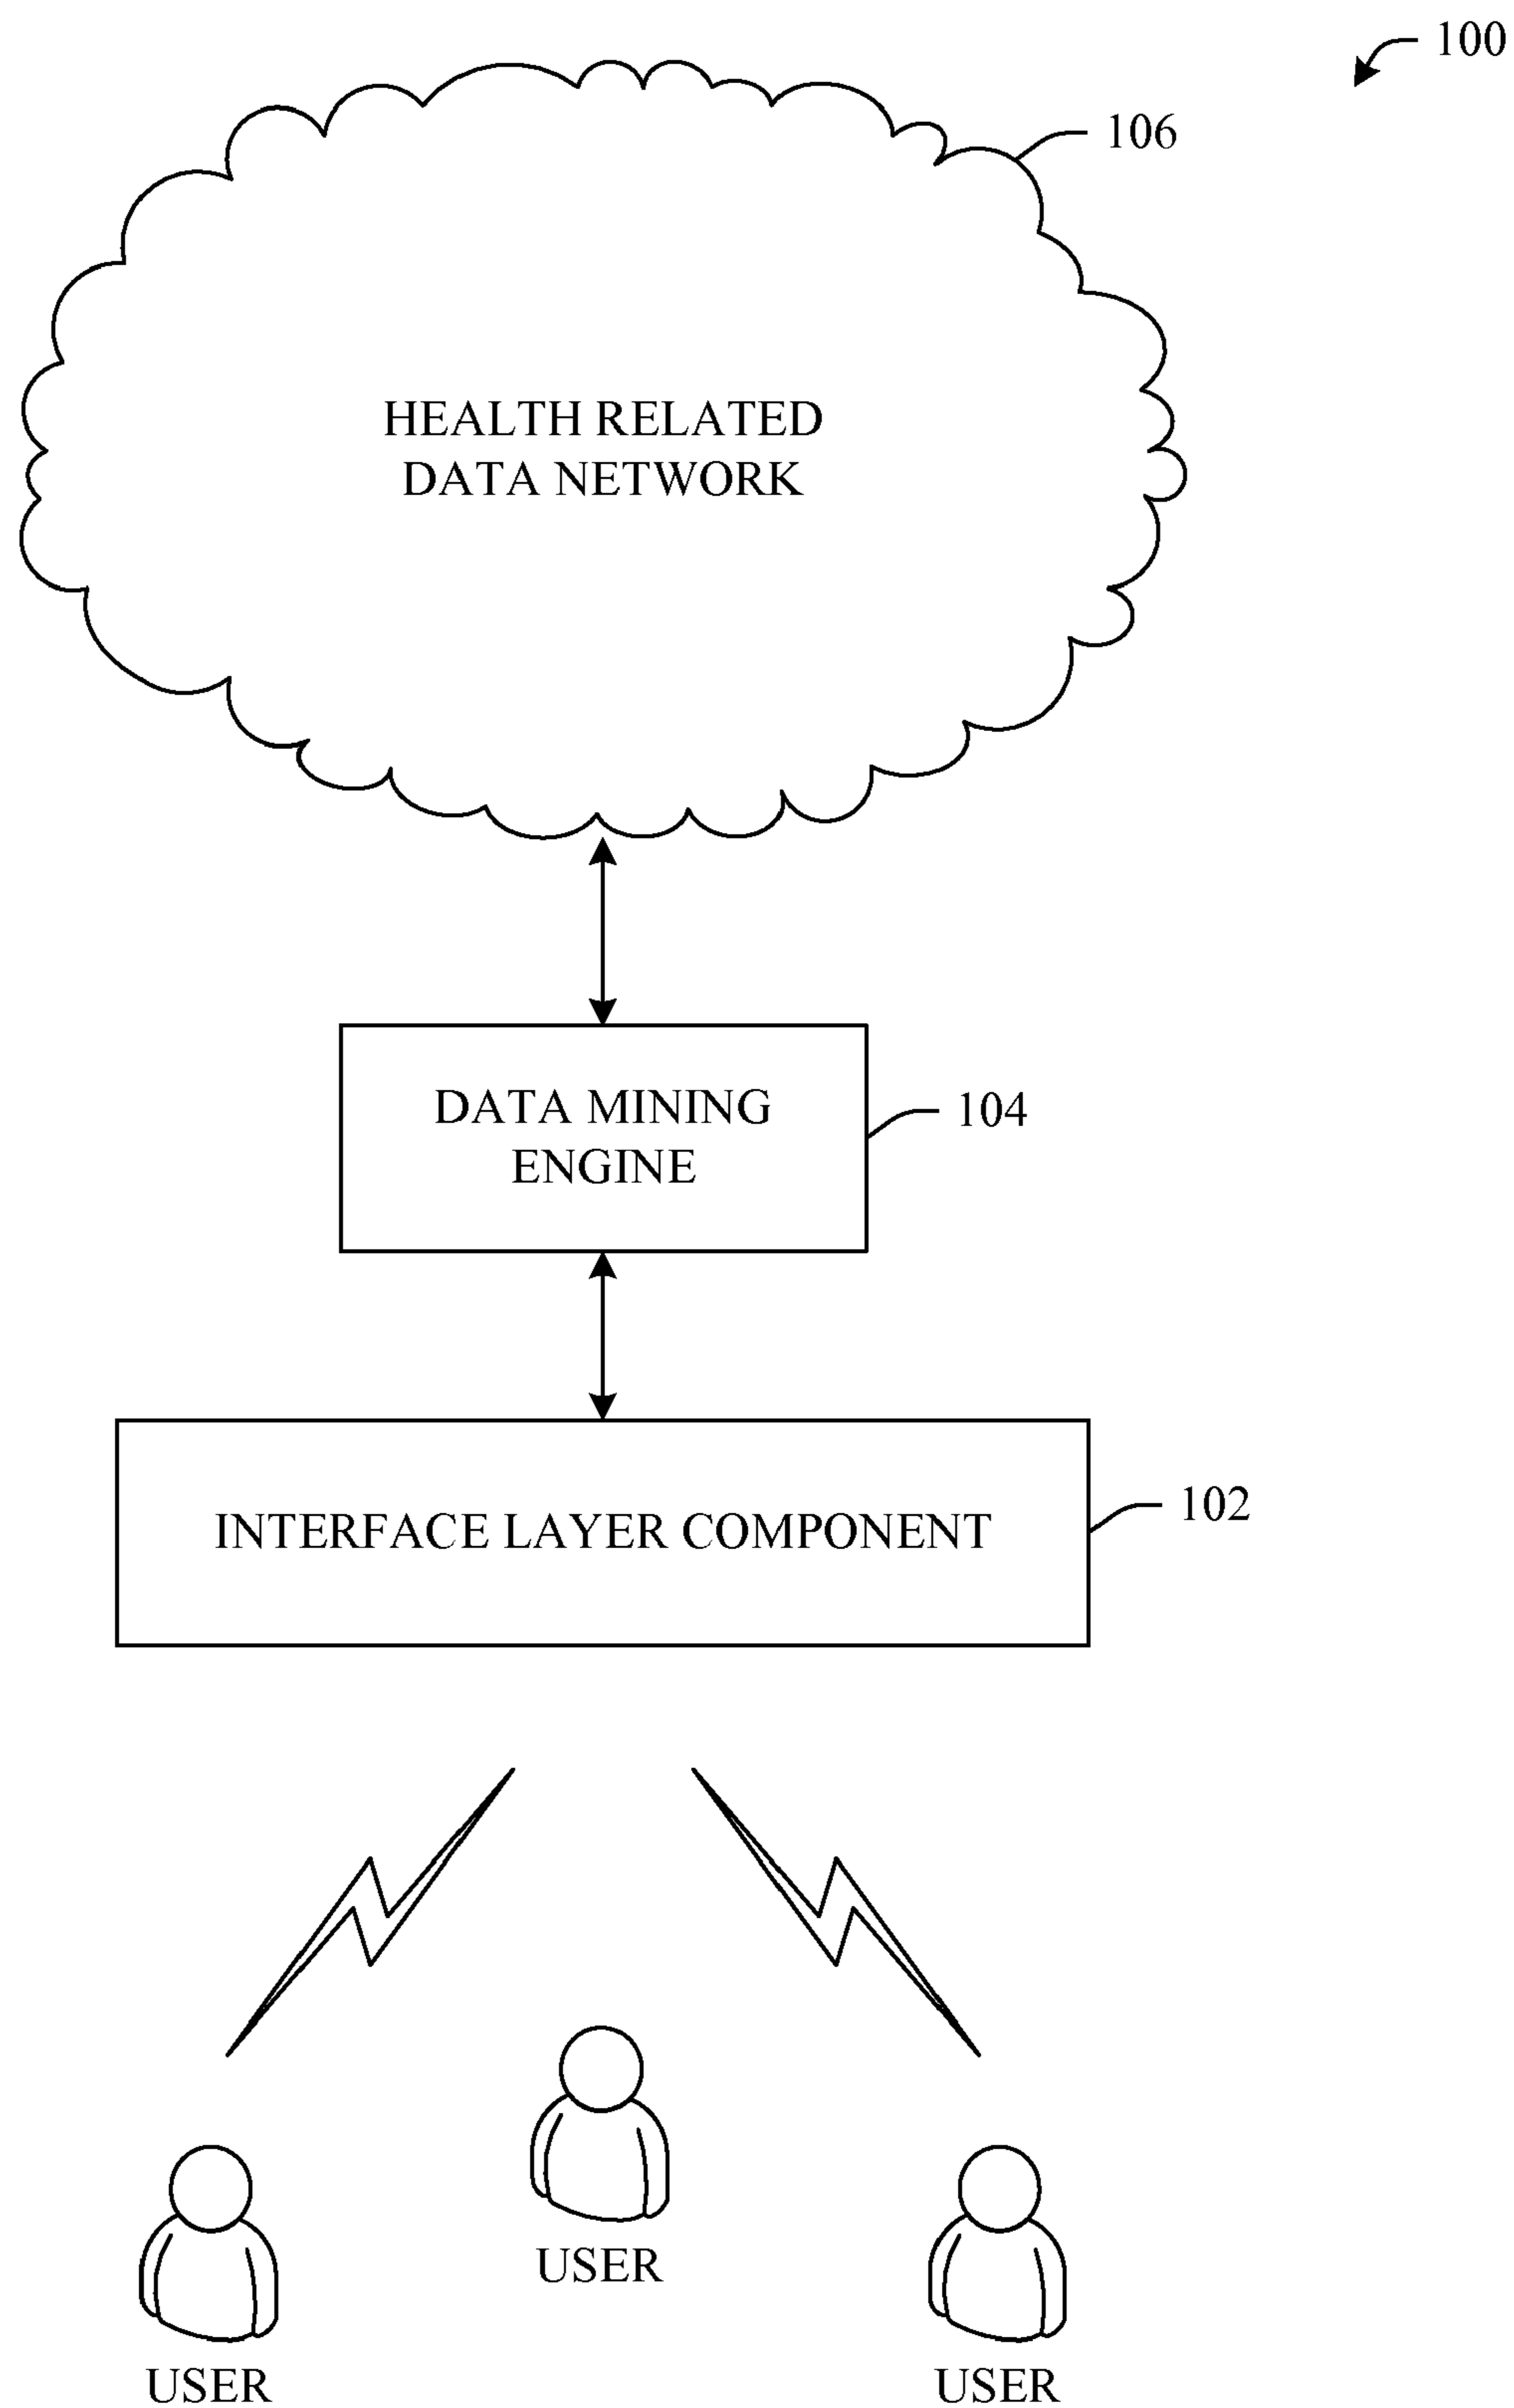 100
106
HEALTH RELATED
DATA NETWORK
DATA MINING
ENGINE
104
INTERFACE LAYER COMPONENT
102
USER
USER
USER